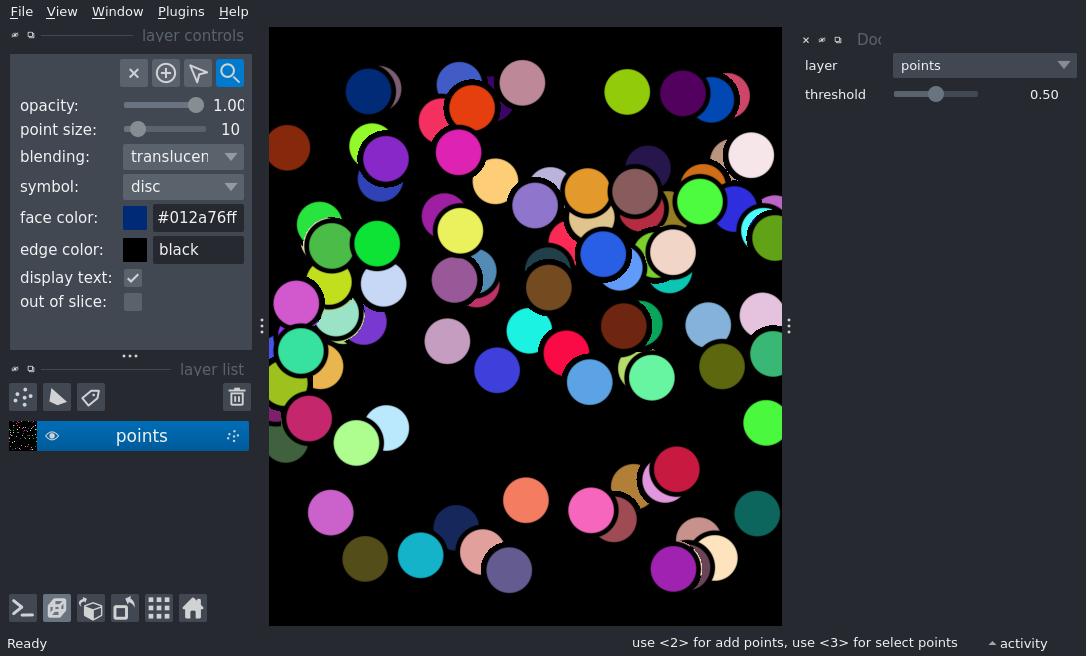 File View Window Plugins Help
layer controls
opacity: 1.00
point size: 10
blending: translucen
symbol: disc
face color: #012a76ff
edge color: black
display text:
out of slice:
layer list
points
Doc
layer points
threshold 0.50
Ready
use <2> for add points, use <3> for select points
activity